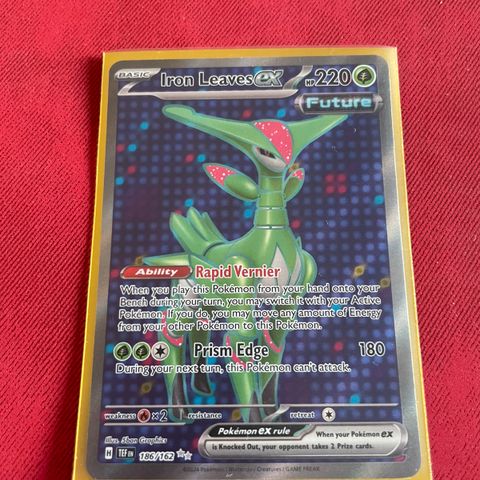 BASIC Iron Leaves ex HP 220
Future
Ability Rapid Vernier
When you play this Pokémon from your hand onto your
Bench during your turn, you may switch it with your Active
Pokémon. If you do, you may move any amount of Energy
from your other Pokémon to this Pokémon.
Prism Edge 180
During your next turn, this Pokémon can't attack.
weakness ×2 resistance retreat
Illus. 5ban Graphics
Pokémon ex rule When your Pokémon ex
is Knocked Out, your opponent takes 2 Prize cards.
H TEF EN 186/162
©2024 Pokémon / Nintendo / Creatures / GAME FREAK